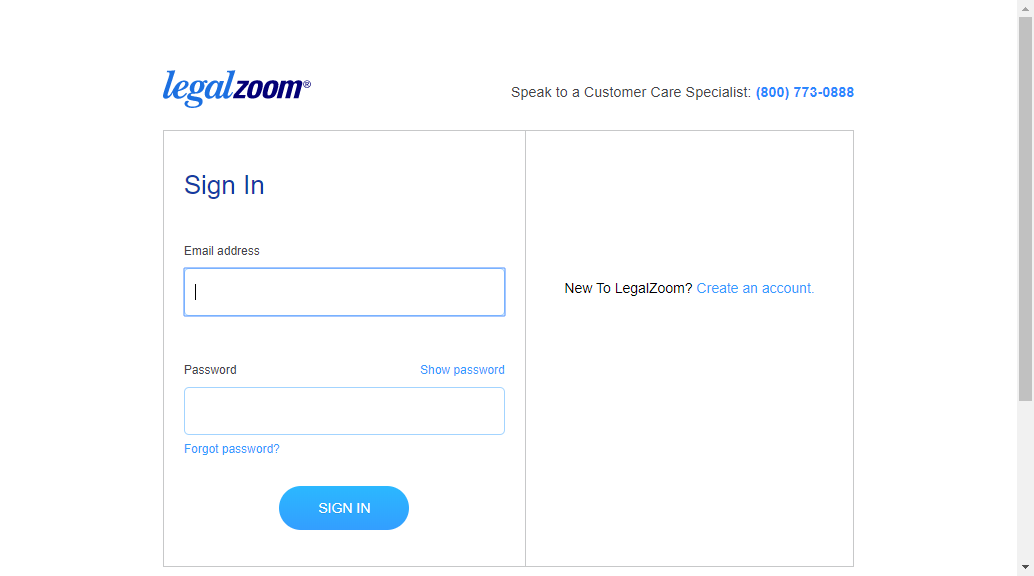 legalzoom®
Speak to a Customer Care Specialist: (800) 773-0888
Sign In
Email address
New To LegalZoom? Create an account.
Password Show password
Forgot password?
SIGN IN